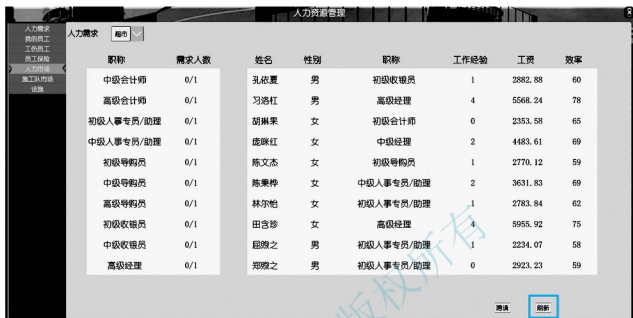 人力资源管理
人力需求
我的员工
工伤员工
员工保险
人力市场
施工队市场
设施
人力需求 超市
职称 需求人数
中级会计师 0/1
高级会计师 0/1
初级人事专员/助理 0/1
中级人事专员/助理 0/1
初级导购员 0/1
中级导购员 0/1
高级导购员 0/1
初级收银员 0/1
中级收银员 0/1
高级经理 0/1
姓名 性别 职称 工作经验 工资 效率
孔依夏 男 初级收银员 1 2882.88 60
习洛杠 男 高级经理 4 5568.24 78
胡琳果 女 初级会计师 0 2353.58 65
庞咪红 女 中级经理 2 4483.61 69
陈文杰 女 初级导购员 1 2770.12 59
陈秉桦 女 中级人事专员/助理 2 3631.83 69
林尔怡 女 初级人事专员/助理 1 2783.84 62
田含珍 女 高级经理 4 5955.92 75
屈煦之 男 初级人事专员/助理 1 2234.07 58
郑煦之 男 初级人事专员/助理 0 2923.23 59
聘请 刷新
版权所有